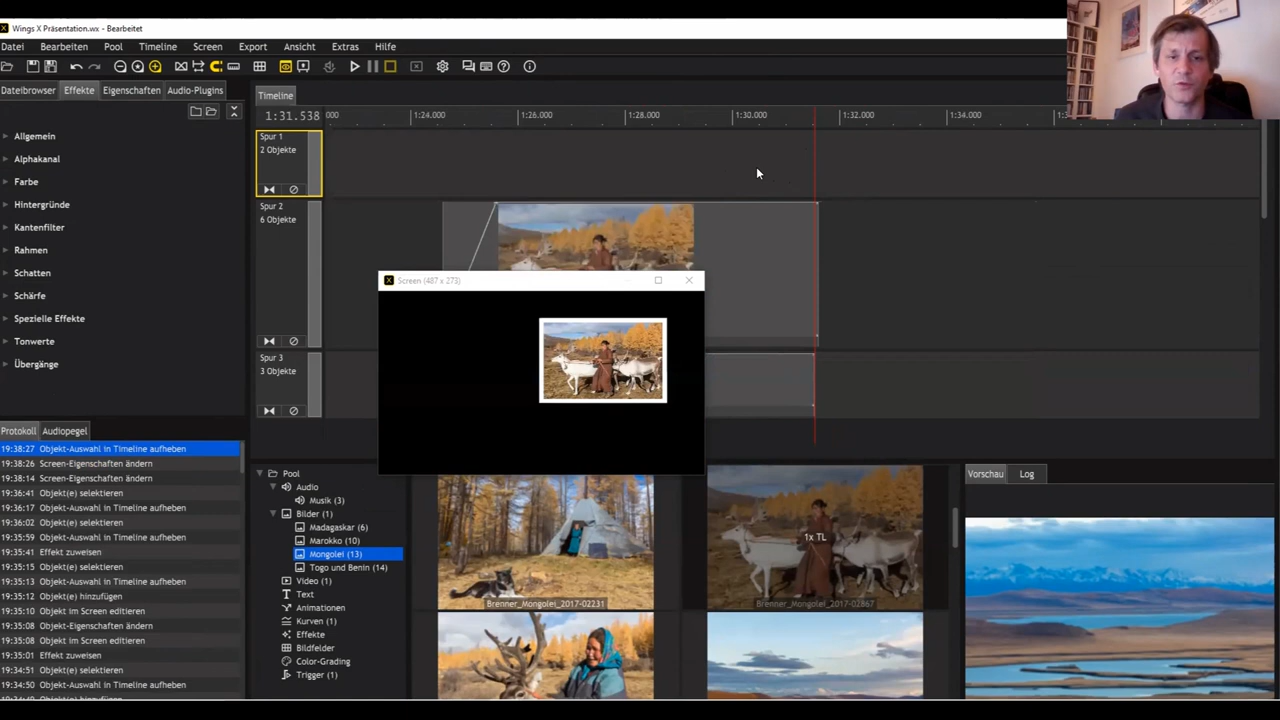 Wings X Präsentation.wx - Bearbeitet
Datei Bearbeiten Pool Timeline Screen Export Ansicht Extras Hilfe
Dateibrowser Effekte Eigenschaften Audio-Plugins
Timeline
1:31.538
000 1:24.000 1:26.000 1:28.000 1:30.000 1:32.000 1:34.000
Allgemein
Alphakanal
Farbe
Hintergründe
Kantenfilter
Rahmen
Schatten
Schärfe
Spezielle Effekte
Tonwerte
Übergänge
Spur 1
2 Objekte
Spur 2
6 Objekte
Spur 3
3 Objekte
Screen (487 x 273)
Protokoll Audiopegel
19:38:27 Objekt-Auswahl in Timeline aufheben
19:38:26 Screen-Eigenschaften ändern
19:38:14 Screen-Eigenschaften ändern
19:36:41 Objekt(e) selektieren
19:36:17 Objekt-Auswahl in Timeline aufheben
19:36:02 Objekt(e) selektieren
19:35:59 Objekt-Auswahl in Timeline aufheben
19:35:41 Effekt zuweisen
19:35:15 Objekt(e) selektieren
19:35:13 Objekt-Auswahl in Timeline aufheben
19:35:12 Objekt(e) hinzufügen
19:35:10 Objekt im Screen editieren
19:35:08 Objekt-Eigenschaften ändern
19:35:08 Objekt im Screen editieren
19:35:01 Effekt zuweisen
19:34:51 Objekt(e) selektieren
19:34:50 Objekt-Auswahl in Timeline aufheben
Pool
Audio
Musik (3)
Bilder (1)
Madagaskar (6)
Marokko (10)
Mongolei (13)
Togo und Benin (14)
Video (1)
Text
Animationen
Kurven (1)
Effekte
Bildfelder
Color-Grading
Trigger (1)
Brenner_Mongolei_2017-02231
1x TL
Brenner_Mongolei_2017-02867
Vorschau Log